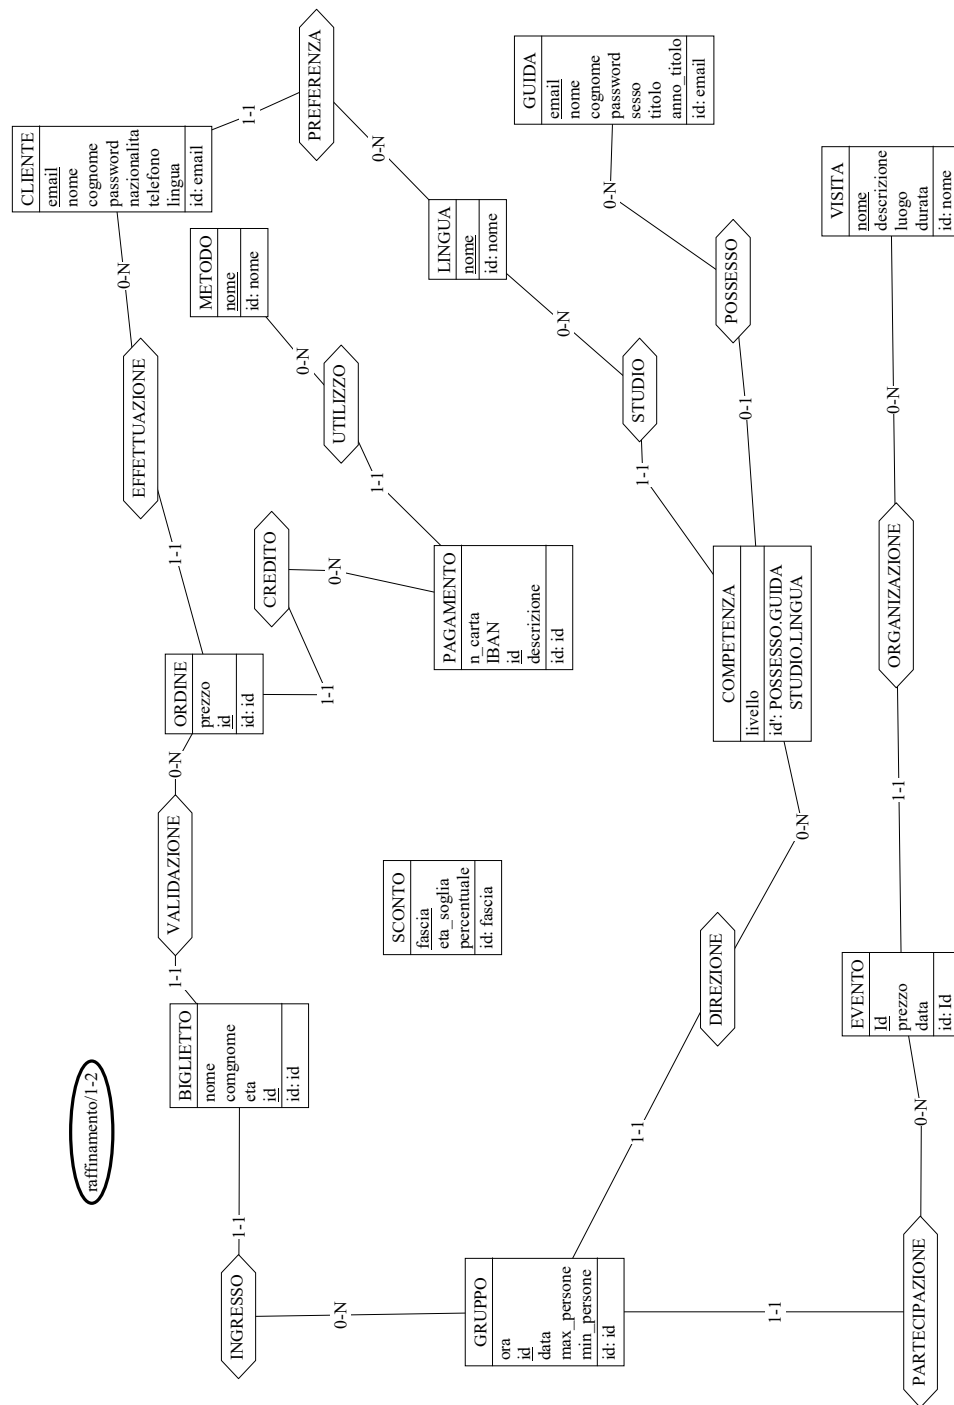 raffinamento/1-2
CLIENTE
email
nome
cognome
password
nazionalita
telefono
lingua
id: email
0-N
EFFETTUAZIONE
1-1
1-1
PREFERENZA
0-N
ORDINE
prezzo
id
id: id
0-N
VALIDAZIONE
1-1
BIGLIETTO
nome
comgnome
eta
id
id: id
1-1
INGRESSO
0-N
METODO
nome
id: nome
0-N
UTILIZZO
1-1
1-1
CREDITO
0-N
PAGAMENTO
n_carta
IBAN
id
descrizione
id: id
SCONTO
fascia
eta_soglia
percentuale
id: fascia
LINGUA
nome
id: nome
0-N
STUDIO
1-1
GUIDA
email
nome
cognome
password
sesso
titolo
anno_titolo
id: email
0-N
POSSESSO
0-1
COMPETENZA
livello
id': POSSESSO.GUIDA
STUDIO.LINGUA
0-N
DIREZIONE
1-1
GRUPPO
ora
id
data
max_persone
min_persone
id: id
1-1
PARTECIPAZIONE
0-N
EVENTO
Id
prezzo
data
id: Id
1-1
ORGANIZAZIONE
0-N
VISITA
nome
descrizione
luogo
durata
id: nome